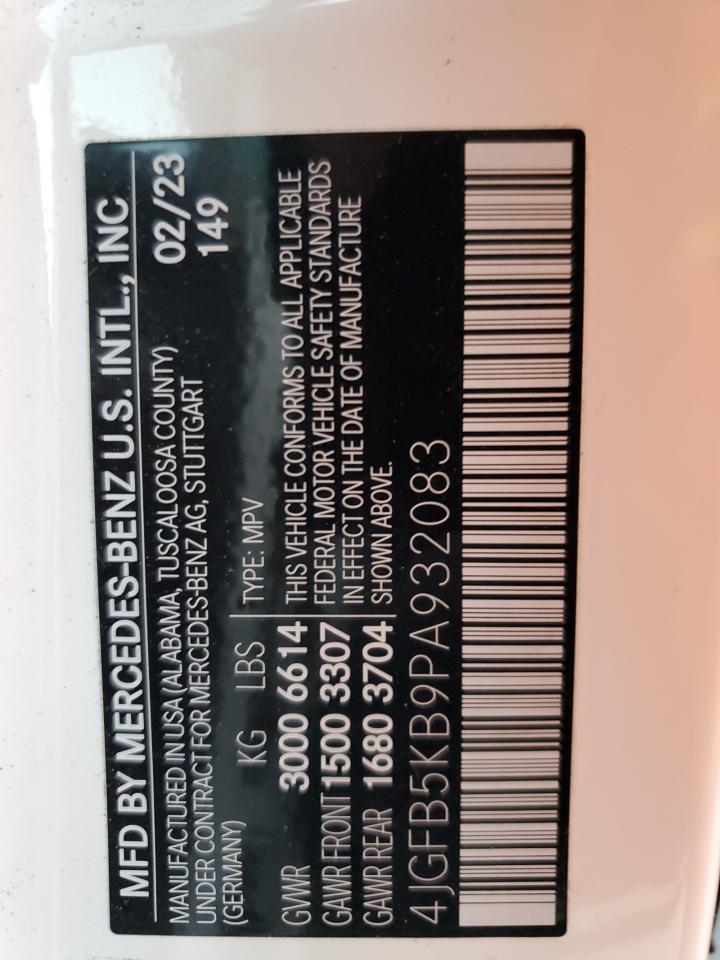 MFD BY MERCEDES-BENZ U.S. INTL., INC
MANUFACTURED IN USA (ALABAMA, TUSCALOOSA COUNTY) 02/23
UNDER CONTRACT FOR MERCEDES-BENZ AG, STUTTGART 149
(GERMANY)
KG LBS TYPE: MPV
GVWR 3000 6614 THIS VEHICLE CONFORMS TO ALL APPLICABLE
GAWR FRONT 1500 3307 FEDERAL MOTOR VEHICLE SAFETY STANDARDS
IN EFFECT ON THE DATE OF MANUFACTURE
GAWR REAR 1680 3704 SHOWN ABOVE.
4JGFB5KB9PA932083